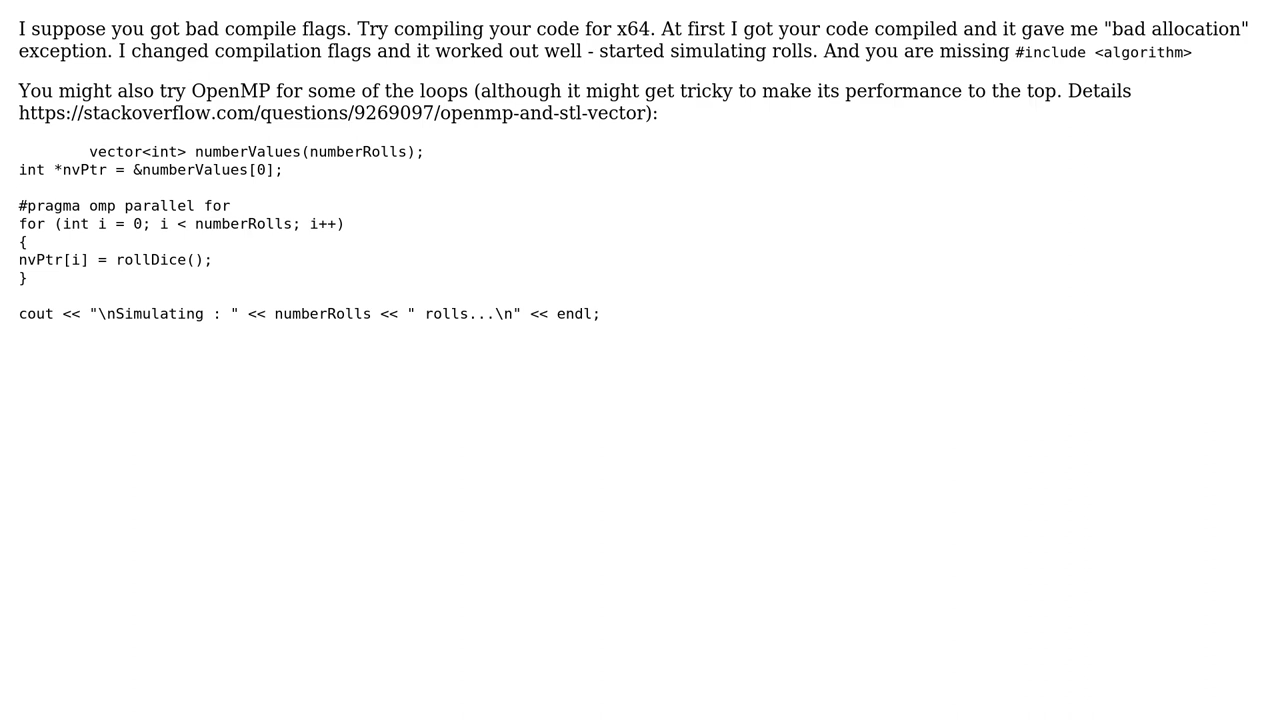 I suppose you got bad compile flags. Try compiling your code for x64. At first I got your code compiled and it gave me "bad allocation"
exception. I changed compilation flags and it worked out well - started simulating rolls. And you are missing #include <algorithm>
You might also try OpenMP for some of the loops (although it might get tricky to make its performance to the top. Details
https://stackoverflow.com/questions/9269097/openmp-and-stl-vector):
        vector<int> numberValues(numberRolls);
int *nvPtr = &numberValues[0];
#pragma omp parallel for
for (int i = 0; i < numberRolls; i++)
{
nvPtr[i] = rollDice();
}
cout << "\nSimulating : " << numberRolls << " rolls...\n" << endl;